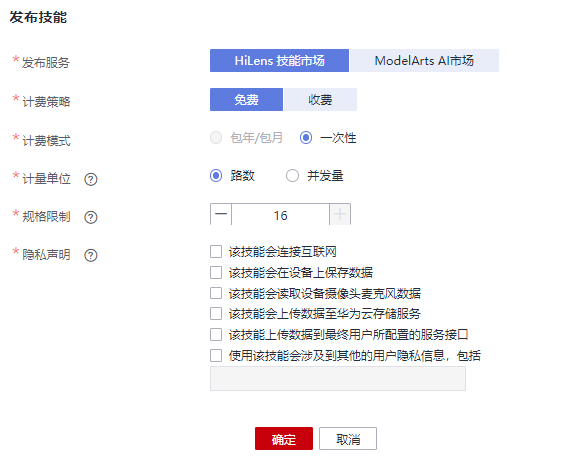 发布技能
* 发布服务 HiLens 技能市场 ModelArts AI市场
* 计费策略 免费 收费
* 计费模式 包年/包月 一次性
* 计量单位 ? 路数 并发量
* 规格限制 ? 16
* 隐私声明 ? 该技能会连接互联网
该技能会在设备上保存数据
该技能会读取设备摄像头麦克风数据
该技能会上传数据至华为云存储服务
该技能上传数据到最终用户所配置的服务接口
使用该技能会涉及到其他的用户隐私信息，包括
确定 取消